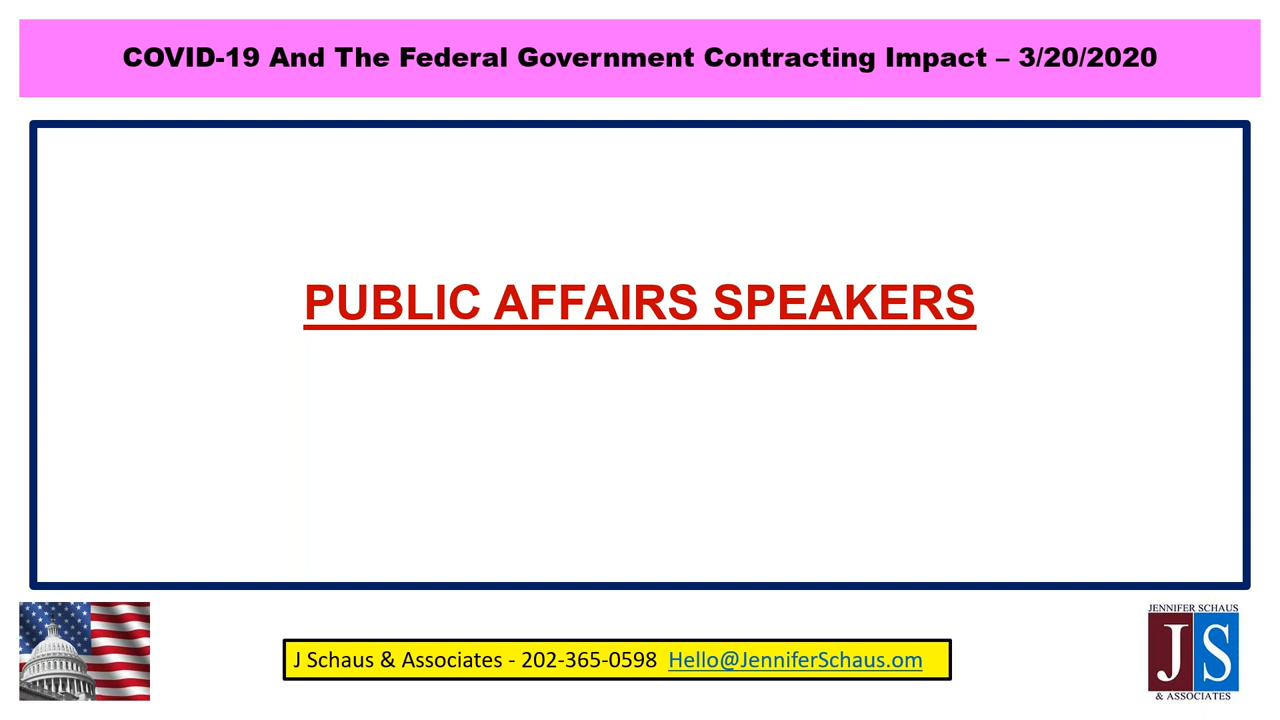 COVID-19 And The Federal Government Contracting Impact – 3/20/2020
PUBLIC AFFAIRS SPEAKERS
J Schaus & Associates - 202-365-0598 Hello@JenniferSchaus.om
JENNIFER SCHAUS
JS
& ASSOCIATES